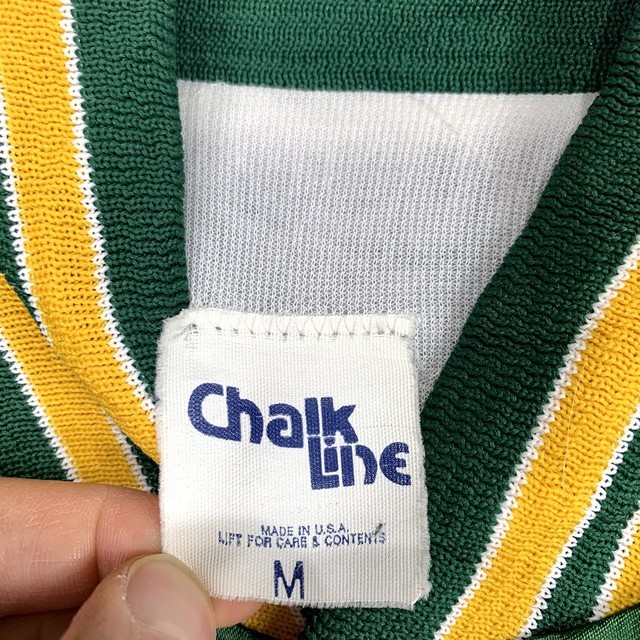 Chalk
Line
MADE IN U.S.A.
LIFT FOR CARE & CONTENTS
M